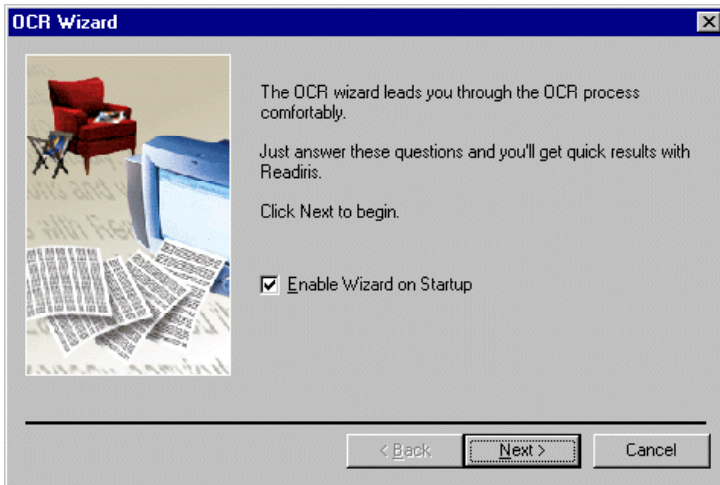 OCR Wizard
The OCR wizard leads you through the OCR process
comfortably.
Just answer these questions and you'll get quick results with
Readiris.
Click Next to begin.
Enable Wizard on Startup
< Back
Next >
Cancel